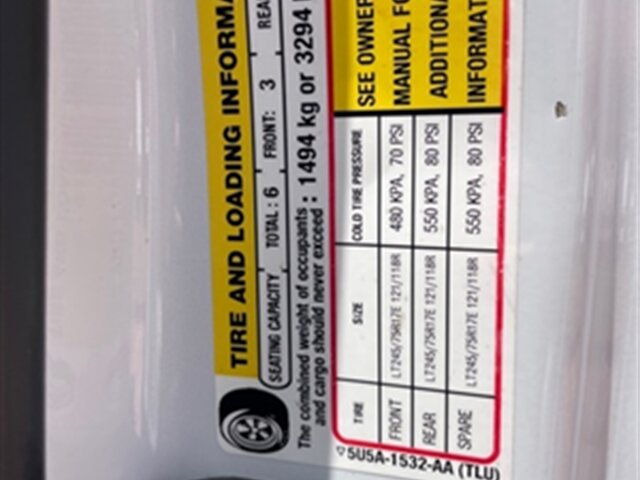 TIRE AND LOADING INFORMA
SEATING CAPACITY TOTAL : 6 FRONT: 3 REA
The combined weight of occupants
and cargo should never exceed : 1494 kg or 3294
TIRE SIZE COLD TIRE PRESSURE SEE OWNER
FRONT LT245/75R17E 121/118R 480 KPA, 70 PSI MANUAL FO
REAR LT245/75R17E 121/118R 550 KPA, 80 PSI ADDITIONA
SPARE LT245/75R17E 121/118R 550 KPA, 80 PSI INFORMAT
▽5U5A-1532-AA (TLU)